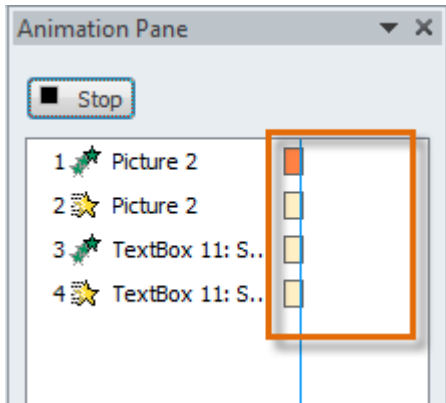 Animation Pane
Stop
1 Picture 2
2 Picture 2
3 TextBox 11: S..
4 TextBox 11: S..